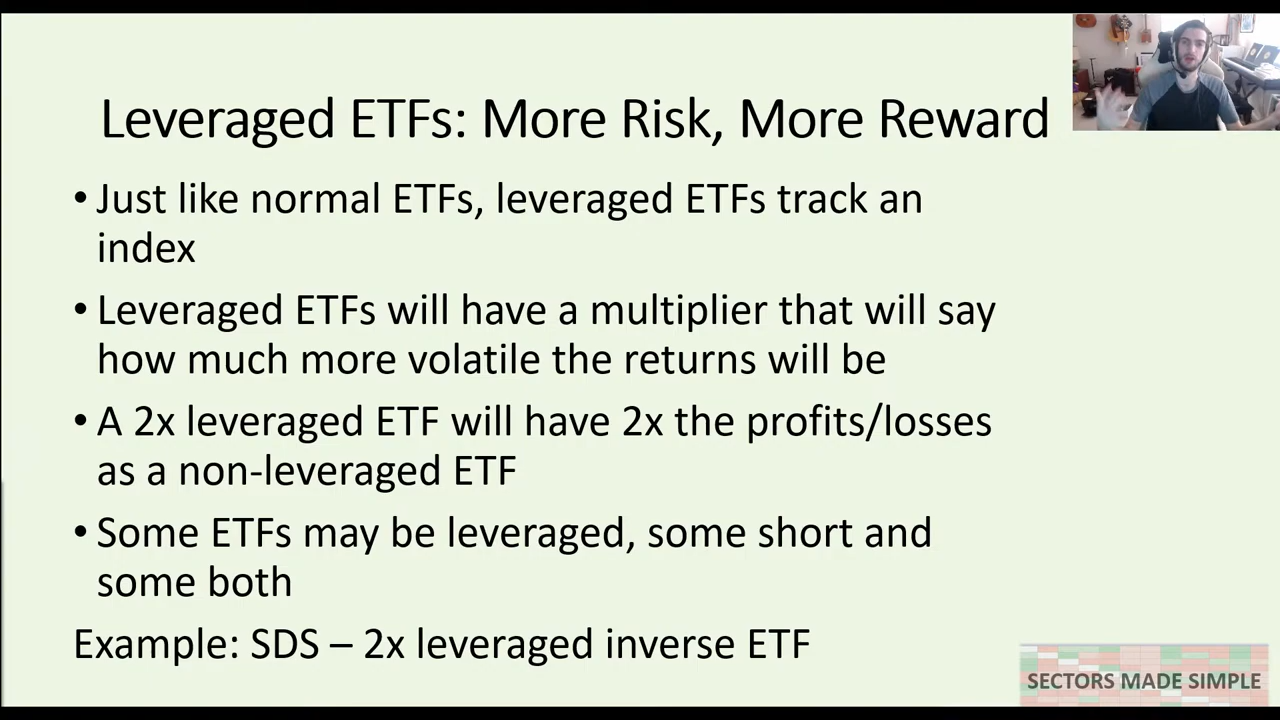 Leveraged ETFs: More Risk, More Reward
• Just like normal ETFs, leveraged ETFs track an
index
• Leveraged ETFs will have a multiplier that will say
how much more volatile the returns will be
• A 2x leveraged ETF will have 2x the profits/losses
as a non-leveraged ETF
• Some ETFs may be leveraged, some short and
some both
Example: SDS – 2x leveraged inverse ETF
SECTORS MADE SIMPLE